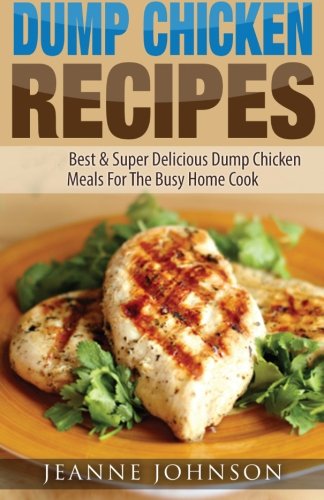 DUMP CHICKEN
RECIPES
Best & Super Delicious Dump Chicken
Meals For The Busy Home Cook
JEANNE JOHNSON